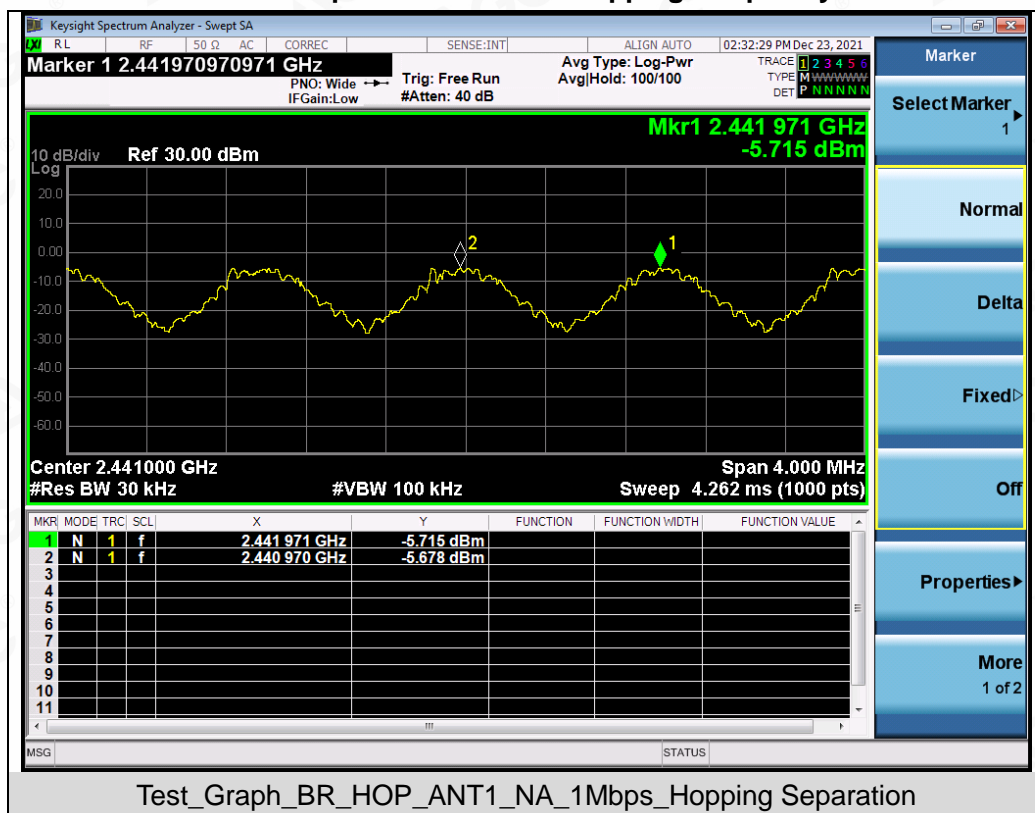 Keysight Spectrum Analyzer - Swept SA
LXI RL RF 50 Ω AC CORREC SENSE:INT ALIGN AUTO 02:32:29 PM Dec 23, 2021
Marker 1 2.441970970971 GHz
PNO: Wide
IFGain:Low
Trig: Free Run
#Atten: 40 dB
Avg Type: Log-Pwr
Avg|Hold: 100/100
TRACE 1 2 3 4 5 6
TYPE M WWWWW
DET P N N N N N
Mkr1 2.441 971 GHz
-5.715 dBm
10 dB/div Ref 30.00 dBm
Log
20.0
10.0
0.00
-10.0
-20.0
-30.0
-40.0
-50.0
-60.0
2
1
Center 2.441000 GHz Span 4.000 MHz
#Res BW 30 kHz #VBW 100 kHz Sweep 4.262 ms (1000 pts)
MKR MODE TRC SCL X Y FUNCTION FUNCTION WIDTH FUNCTION VALUE
1 N 1 f 2.441 971 GHz -5.715 dBm
2 N 1 f 2.440 970 GHz -5.678 dBm
3
4
5
6
7
8
9
10
11
MSG STATUS
Marker
Select Marker
1
Normal
Delta
Fixed
Off
Properties
More
1 of 2
Test_Graph_BR_HOP_ANT1_NA_1Mbps_Hopping Separation